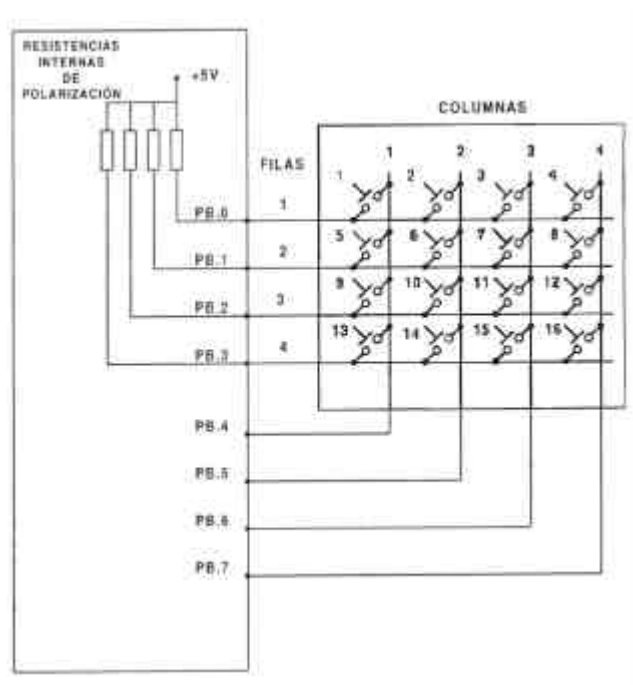 RESISTENCIAS
INTERNAS
DE
POLARIZACIÓN
+5V
COLUMNAS
1 2 3 4
FILAS
1 2 3 4
PB.0 1
5 6 7 8
PB.1 2
9 10 11 12
PB.2 3
13 14 15 16
PB.3 4
PB.4
PB.5
PB.6
PB.7